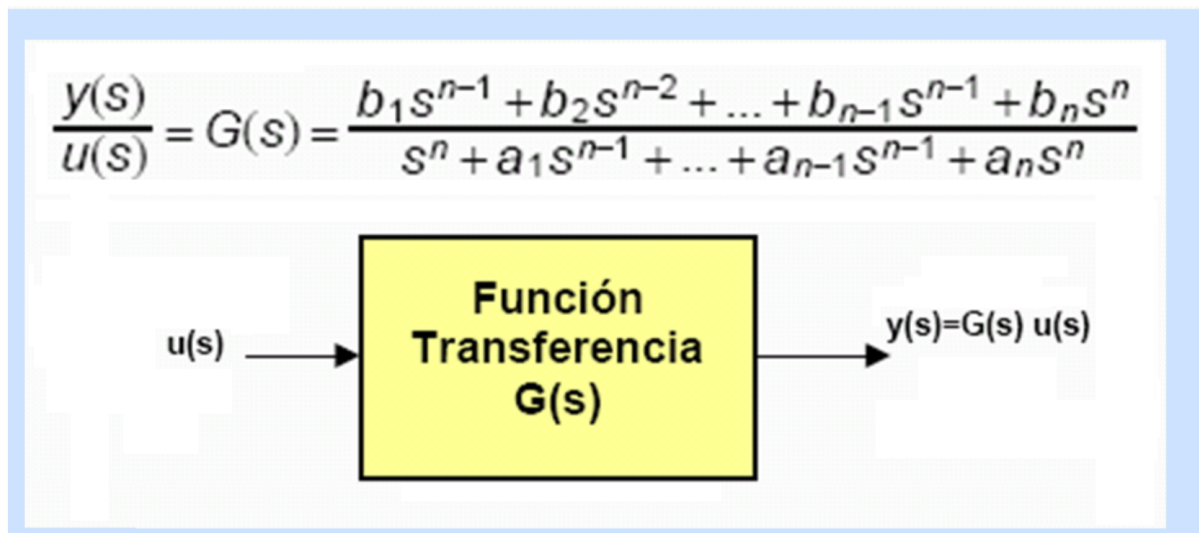 y(s)/u(s) = G(s) = (b₁sⁿ⁻¹ + b₂sⁿ⁻² + ... + bₙ₋₁sⁿ⁻¹ + bₙsⁿ)/(sⁿ + a₁sⁿ⁻¹ + ... + aₙ₋₁sⁿ⁻¹ + aₙsⁿ)
Función
Transferencia
G(s)
u(s)
y(s)=G(s) u(s)